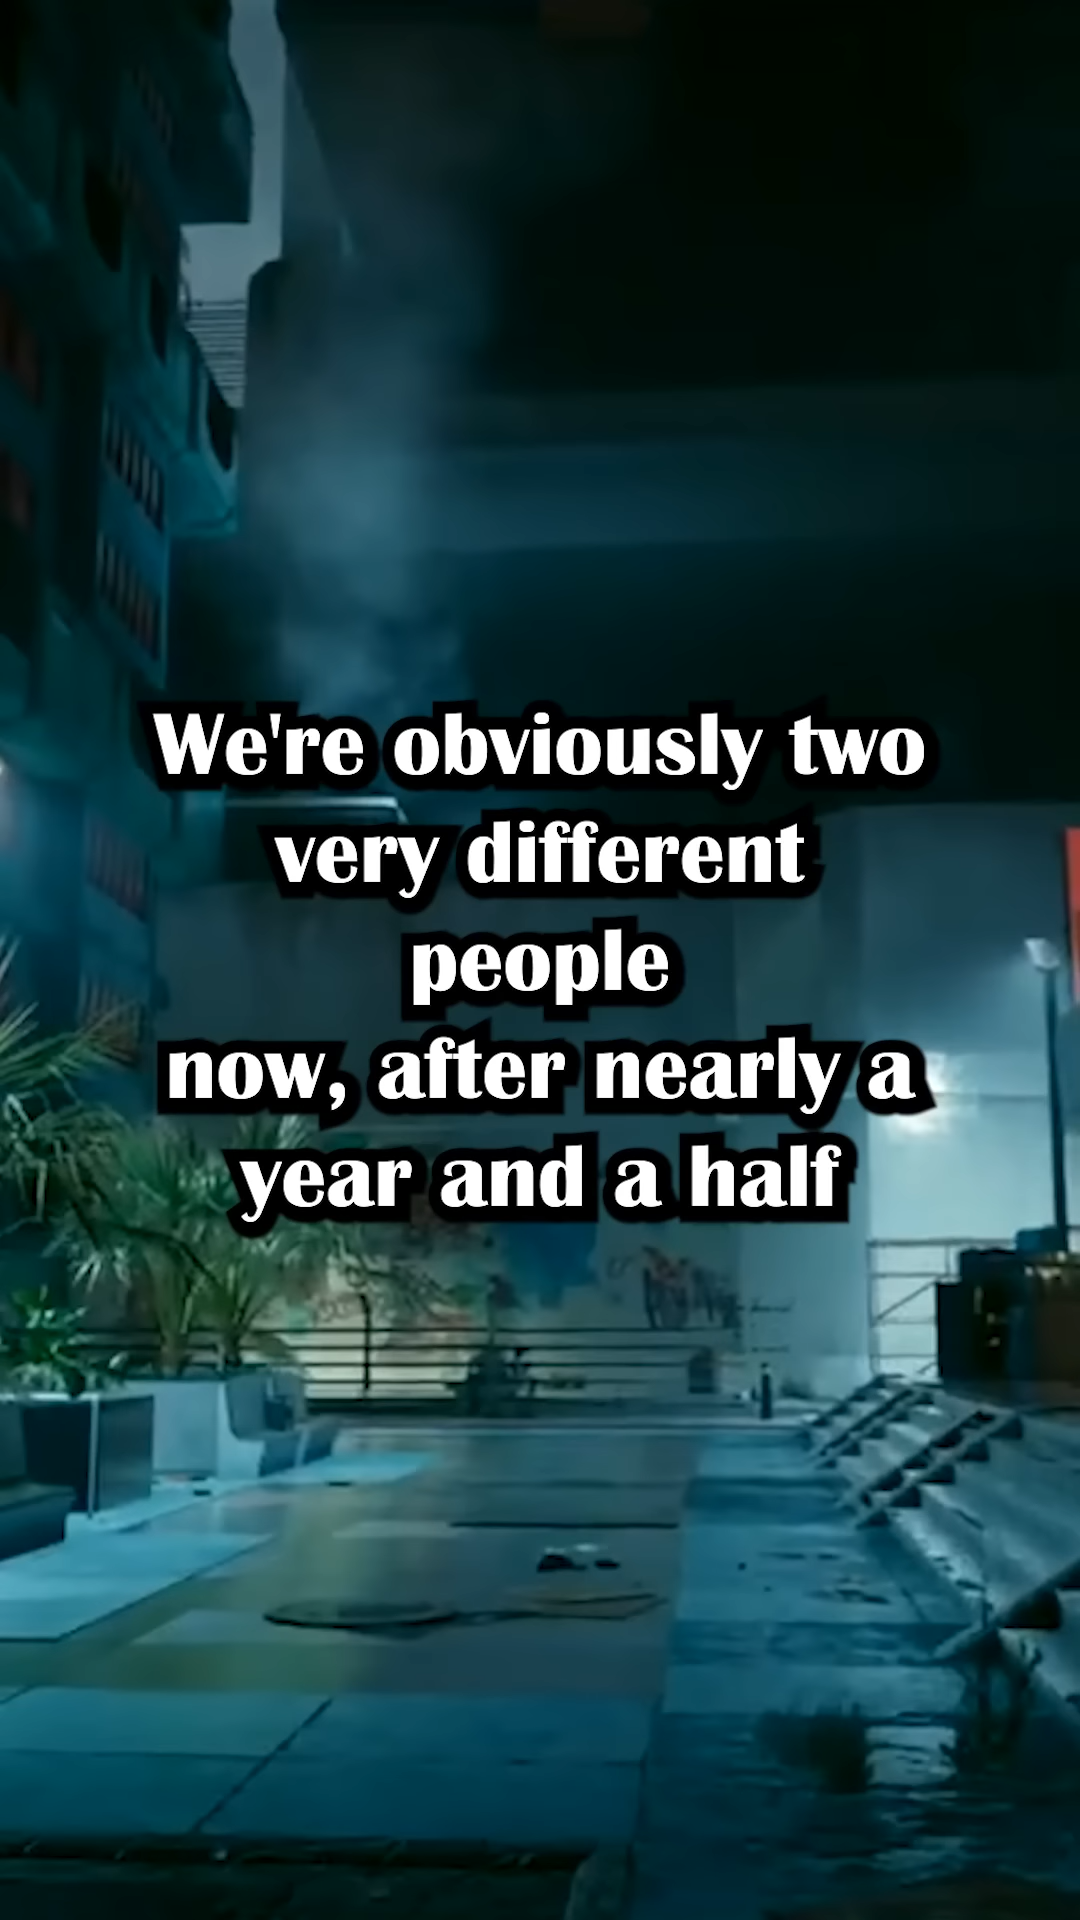 We're obviously two
very different
people
now, after nearly a
year and a half